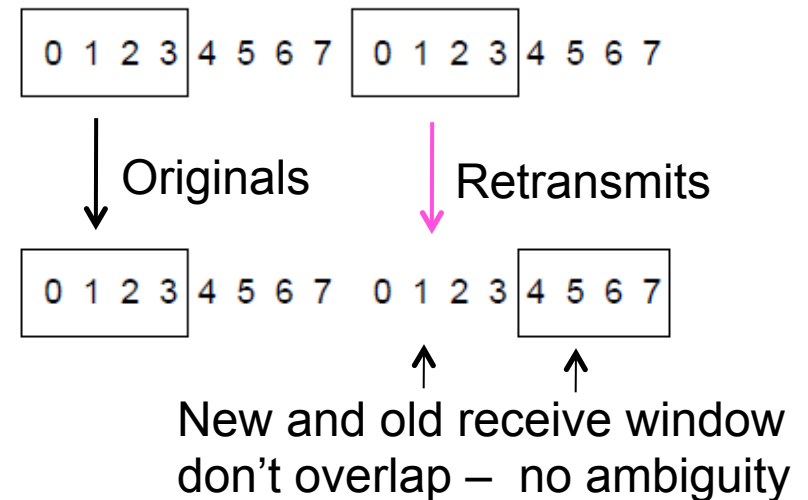 0 1 2 3 4 5 6 7 0 1 2 3 4 5 6 7
Originals Retransmits
0 1 2 3 4 5 6 7 0 1 2 3 4 5 6 7
New and old receive window
don't overlap – no ambiguity